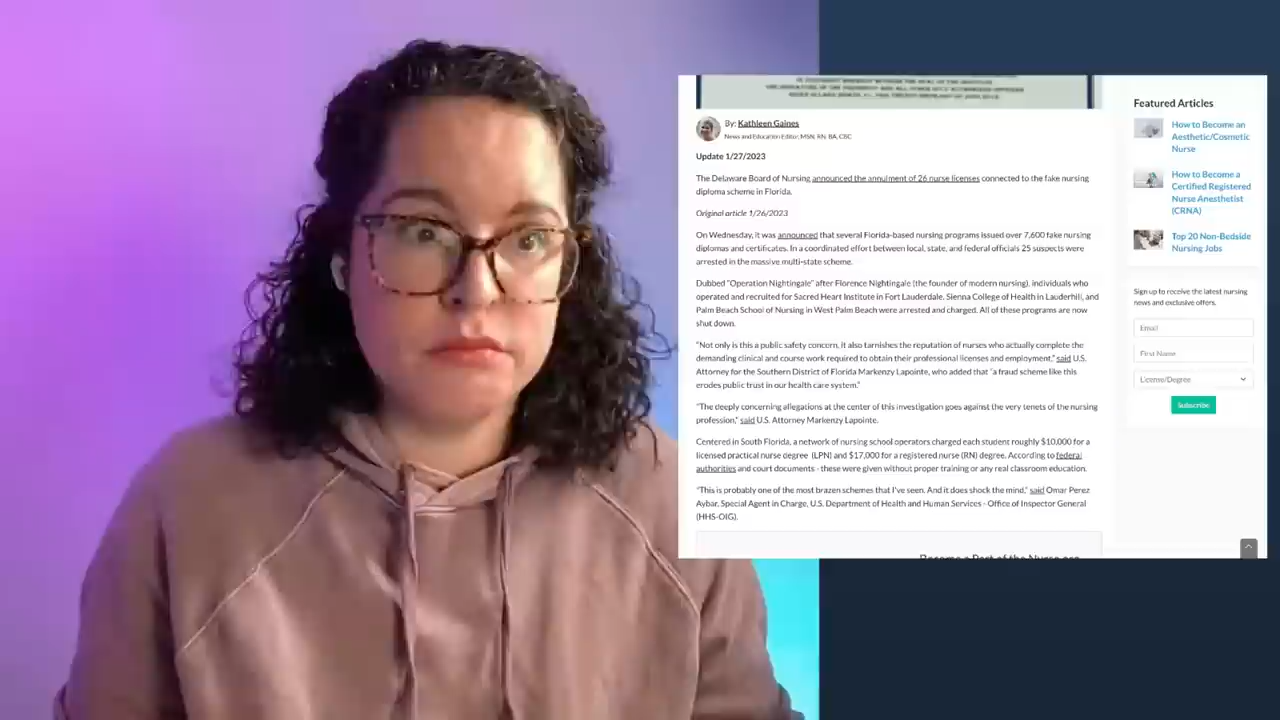 By: Kathleen Gaines
News and Education Editor, MSN, RN, BA, CBC
Update 1/27/2023
The Delaware Board of Nursing announced the annulment of 26 nurse licenses connected to the fake nursing
diploma scheme in Florida.
Original article 1/26/2023
On Wednesday, it was announced that several Florida-based nursing programs issued over 7,600 fake nursing
diplomas and certificates. In a coordinated effort between local, state, and federal officials 25 suspects were
arrested in the massive multi-state scheme.
Dubbed "Operation Nightingale" after Florence Nightingale (the founder of modern nursing), individuals who
operated and recruited for Sacred Heart Institute in Fort Lauderdale, Sienna College of Health in Lauderhill, and
Palm Beach School of Nursing in West Palm Beach were arrested and charged. All of these programs are now
shut down.
"Not only is this a public safety concern, it also tarnishes the reputation of nurses who actually complete the
demanding clinical and course work required to obtain their professional licenses and employment," said U.S.
Attorney for the Southern District of Florida Markenzy Lapointe, who added that "a fraud scheme like this
erodes public trust in our health care system."
"The deeply concerning allegations at the center of this investigation goes against the very tenets of the nursing
profession," said U.S. Attorney Markenzy Lapointe.
Centered in South Florida, a network of nursing school operators charged each student roughly $10,000 for a
licensed practical nurse degree (LPN) and $17,000 for a registered nurse (RN) degree. According to federal
authorities and court documents - these were given without proper training or any real classroom education.
"This is probably one of the most brazen schemes that I've seen. And it does shock the mind," said Omar Perez
Aybar, Special Agent in Charge, U.S. Department of Health and Human Services - Office of Inspector General
(HHS-OIG).
Become a Part of the Nurse.org
Featured Articles
How to Become an
Aesthetic/Cosmetic
Nurse
How to Become a
Certified Registered
Nurse Anesthetist
(CRNA)
Top 20 Non-Bedside
Nursing Jobs
Sign up to receive the latest nursing
news and exclusive offers.
Email
First Name
License/Degree
Subscribe